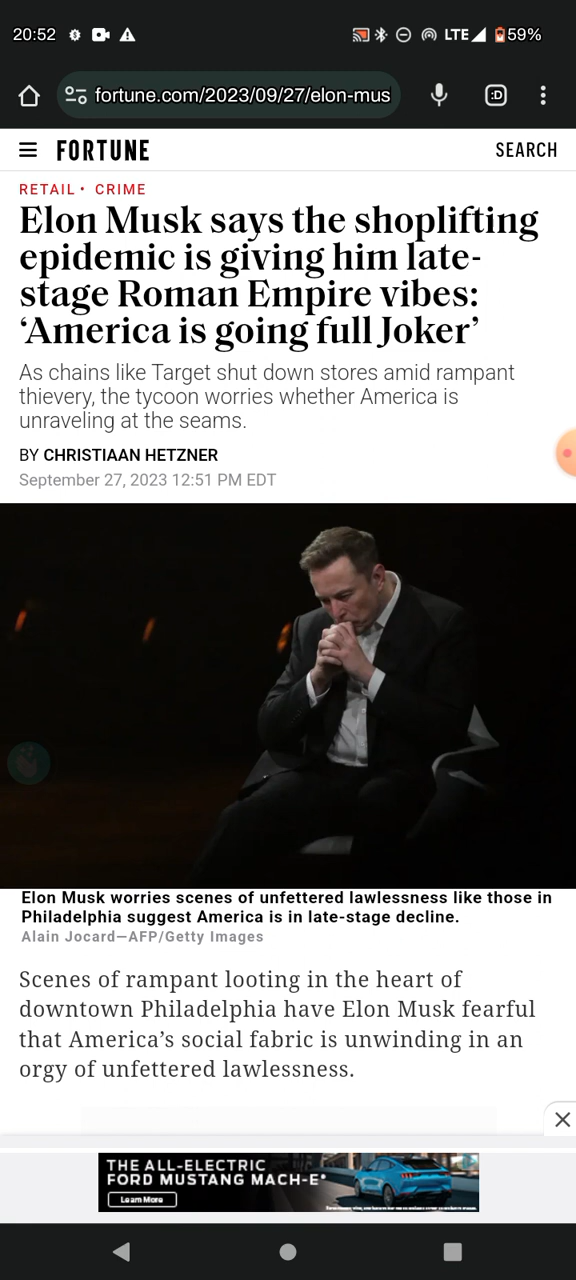 20:52
LTE
59%
fortune.com/2023/09/27/elon-mus
:D
FORTUNE
SEARCH
RETAIL · CRIME
Elon Musk says the shoplifting
epidemic is giving him late-
stage Roman Empire vibes:
‘America is going full Joker’
As chains like Target shut down stores amid rampant
thievery, the tycoon worries whether America is
unraveling at the seams.
BY CHRISTIAAN HETZNER
September 27, 2023 12:51 PM EDT
Elon Musk worries scenes of unfettered lawlessness like those in
Philadelphia suggest America is in late-stage decline.
Alain Jocard—AFP/Getty Images
Scenes of rampant looting in the heart of
downtown Philadelphia have Elon Musk fearful
that America’s social fabric is unwinding in an
orgy of unfettered lawlessness.
THE ALL-ELECTRIC
FORD MUSTANG MACH-E®
Learn More